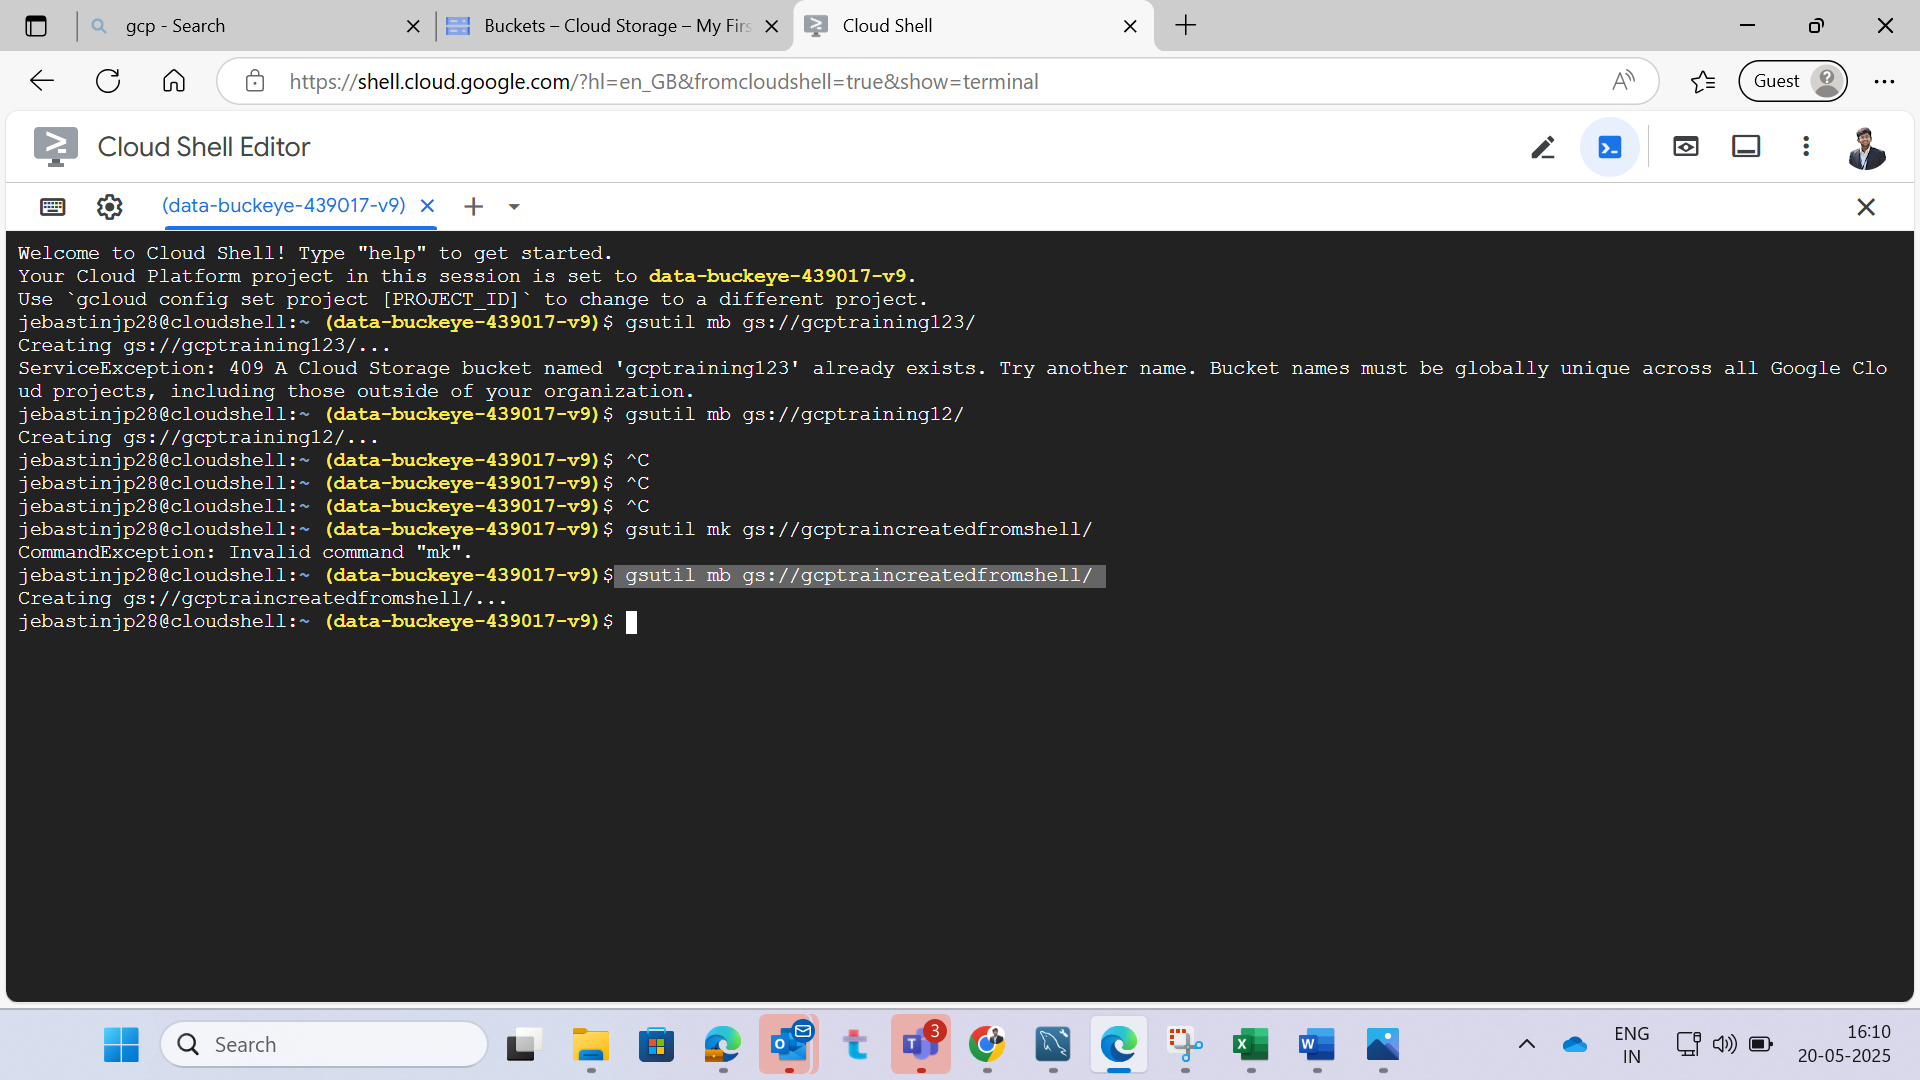 gcp - Search
Buckets – Cloud Storage – My Firs
Cloud Shell
https://shell.cloud.google.com/?hl=en_GB&fromcloudshell=true&show=terminal
Guest
Cloud Shell Editor
(data-buckeye-439017-v9)
Welcome to Cloud Shell! Type "help" to get started.
Your Cloud Platform project in this session is set to data-buckeye-439017-v9.
Use `gcloud config set project [PROJECT_ID]` to change to a different project.
jebastinjp28@cloudshell:~ (data-buckeye-439017-v9)$ gsutil mb gs://gcptraining123/
Creating gs://gcptraining123/...
ServiceException: 409 A Cloud Storage bucket named 'gcptraining123' already exists. Try another name. Bucket names must be globally unique across all Google Clo
ud projects, including those outside of your organization.
jebastinjp28@cloudshell:~ (data-buckeye-439017-v9)$ gsutil mb gs://gcptraining12/
Creating gs://gcptraining12/...
jebastinjp28@cloudshell:~ (data-buckeye-439017-v9)$ ^C
jebastinjp28@cloudshell:~ (data-buckeye-439017-v9)$ ^C
jebastinjp28@cloudshell:~ (data-buckeye-439017-v9)$ ^C
jebastinjp28@cloudshell:~ (data-buckeye-439017-v9)$ gsutil mk gs://gcptraincreatedfromshell/
CommandException: Invalid command "mk".
jebastinjp28@cloudshell:~ (data-buckeye-439017-v9)$ gsutil mb gs://gcptraincreatedfromshell/
Creating gs://gcptraincreatedfromshell/...
jebastinjp28@cloudshell:~ (data-buckeye-439017-v9)$
Search
3
ENG
IN
16:10
20-05-2025